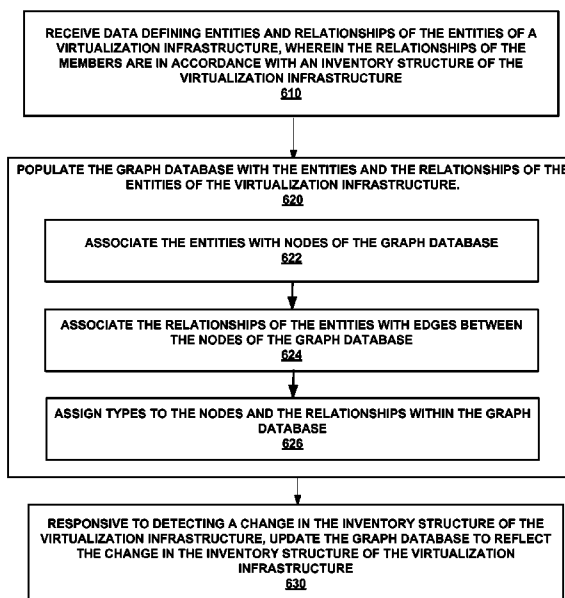 RECEIVE DATA DEFINING ENTITIES AND RELATIONSHIPS OF THE ENTITIES OF A
VIRTUALIZATION INFRASTRUCTURE, WHEREIN THE RELATIONSHIPS OF THE
MEMBERS ARE IN ACCORDANCE WITH AN INVENTORY STRUCTURE OF THE
VIRTUALIZATION INFRASTRUCTURE
610
POPULATE THE GRAPH DATABASE WITH THE ENTITIES AND THE RELATIONSHIPS OF THE
ENTITIES OF THE VIRTUALIZATION INFRASTRUCTURE.
620
ASSOCIATE THE ENTITIES WITH NODES OF THE GRAPH DATABASE
622
ASSOCIATE THE RELATIONSHIPS OF THE ENTITIES WITH EDGES BETWEEN
THE NODES OF THE GRAPH DATABASE
624
ASSIGN TYPES TO THE NODES AND THE RELATIONSHIPS WITHIN THE GRAPH
DATABASE
626
RESPONSIVE TO DETECTING A CHANGE IN THE INVENTORY STRUCTURE OF THE
VIRTUALIZATION INFRASTRUCTURE, UPDATE THE GRAPH DATABASE TO REFLECT
THE CHANGE IN THE INVENTORY STRUCTURE OF THE VIRTUALIZATION
INFRASTRUCTURE
630